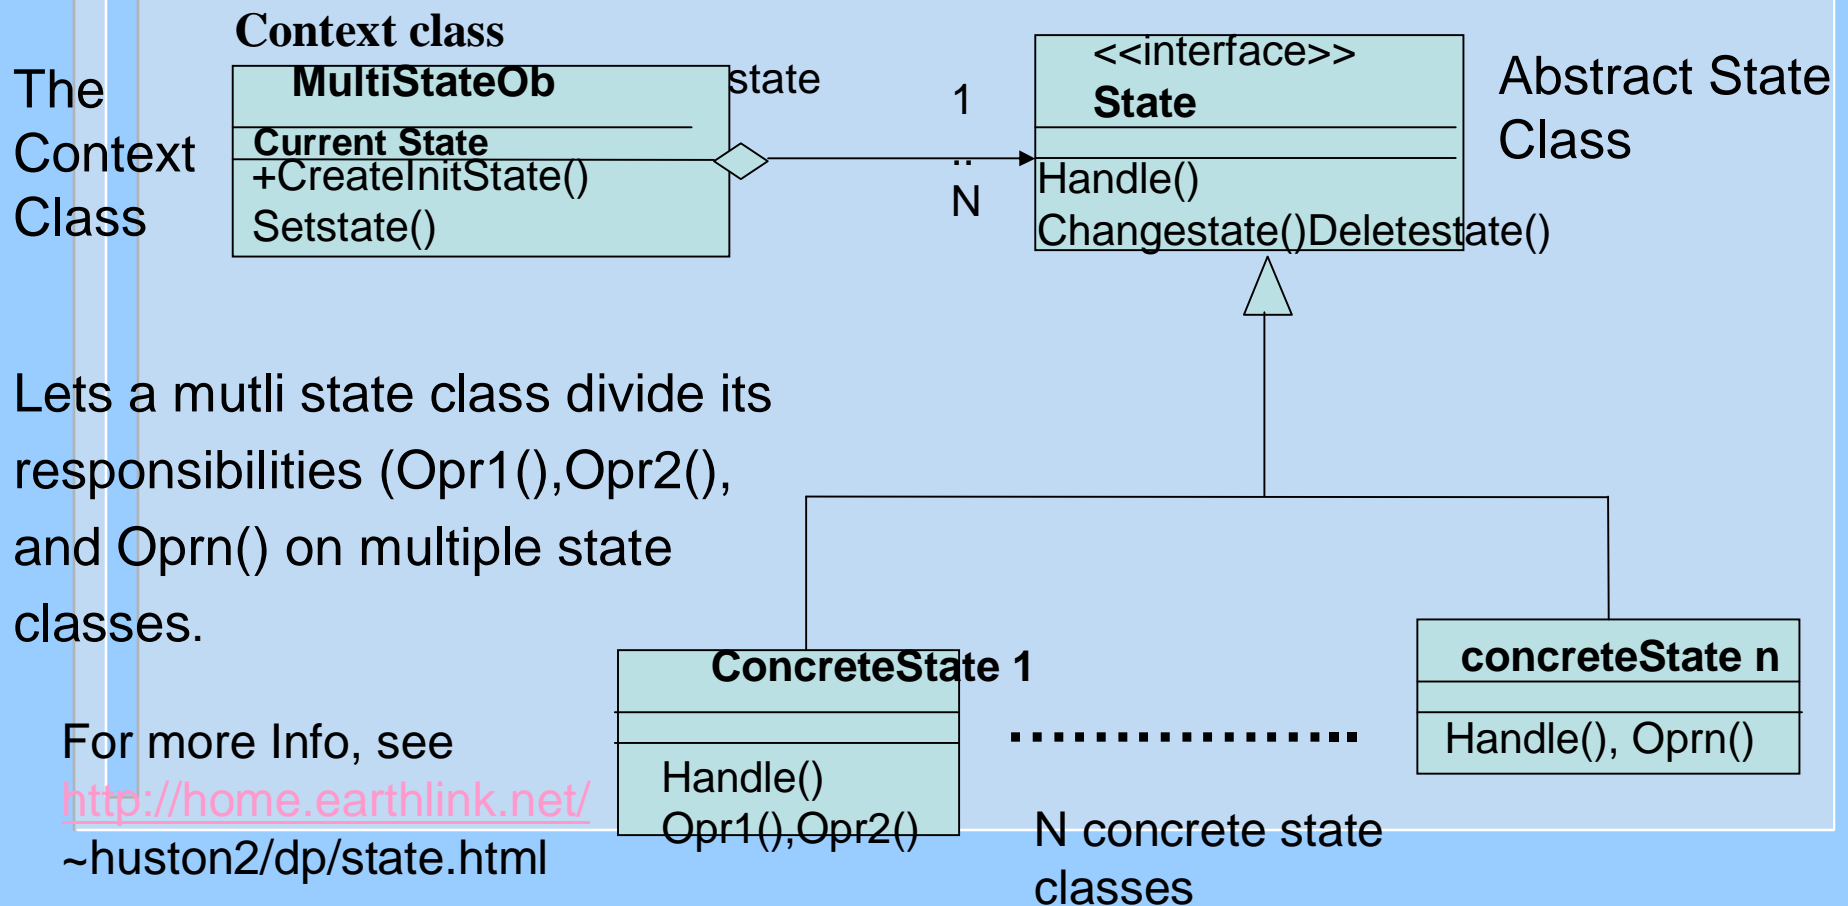 Context class
The
Context
Class
MultiStateOb
Current State
+CreateInitState()
Setstate()
state
1
..
N
<<interface>>
State
Handle()
Changestate()Deletestate()
Abstract State
Class
Lets a mutli state class divide its
responsibilities (Opr1(),Opr2(),
and Oprn() on multiple state
classes.
ConcreteState 1
Handle()
Opr1(),Opr2()
concreteState n
Handle(), Oprn()
For more Info, see
http://home.earthlink.net/
~huston2/dp/state.html
N concrete state
classes